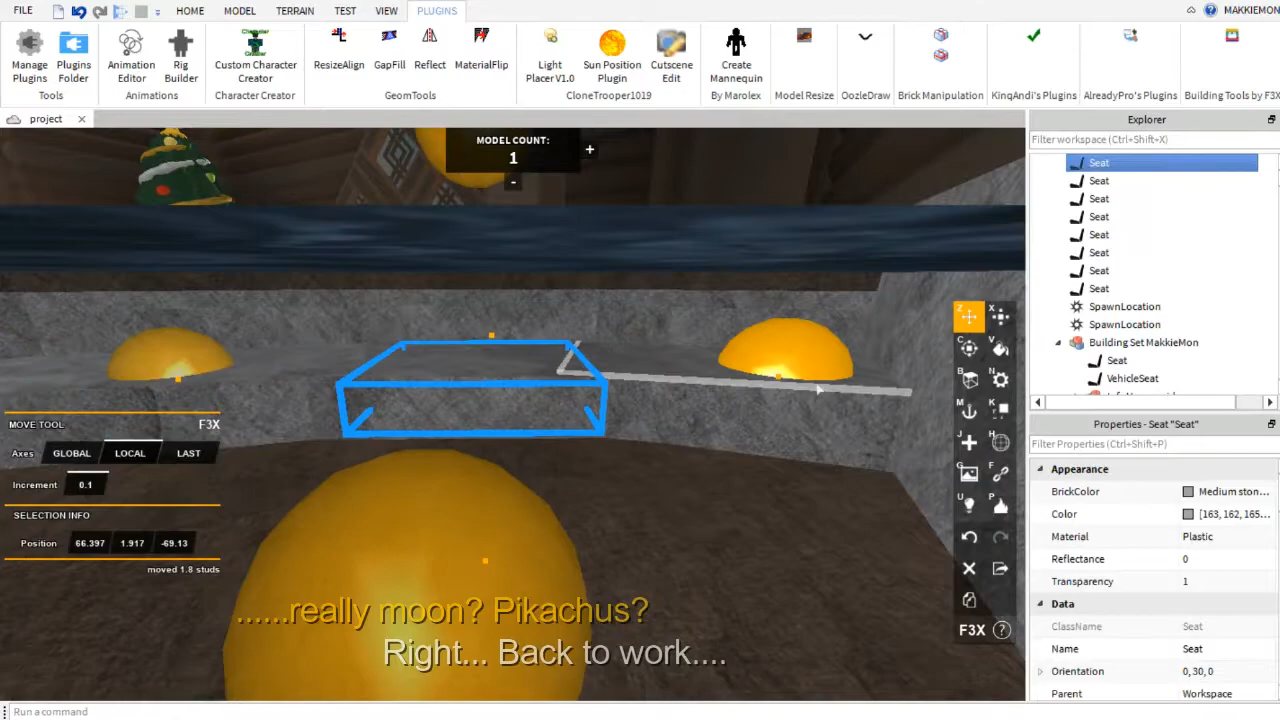 FILE HOME MODEL TERRAIN TEST VIEW PLUGINS MAKKIEMON
Manage Plugins Plugins Folder Animation Editor Rig Builder Custom Character Creator ResizeAlign GapFill Reflect MaterialFlip Light Placer V1.0 Sun Position Plugin Cutscene Edit Create Mannequin
Tools Animations Character Creator GeomTools CloneTrooper1019 By Marolex Model Resize OozleDraw Brick Manipulation KinqAndi's Plugins AlreadyPro's Plugins Building Tools by F3X
project
Explorer
Filter workspace (Ctrl+Shift+X)
MODEL COUNT:
1
+
-
Seat
Seat
Seat
Seat
Seat
Seat
Seat
Seat
SpawnLocation
SpawnLocation
Building Set MakkieMon
Seat
VehicleSeat
Z X
C V
B N
M K
J H
G F
U P
F3X ?
MOVE TOOL F3X
Axes GLOBAL LOCAL LAST
Increment 0.1
SELECTION INFO
Position 66.397 1.917 -69.13
moved 1.8 studs
Properties - Seat "Seat"
Filter Properties (Ctrl+Shift+P)
Appearance
BrickColor Medium ston...
Color [163, 162, 165...
Material Plastic
Reflectance 0
Transparency 1
Data
ClassName Seat
Name Seat
Orientation 0, 30, 0
Parent Workspace
......really moon? Pikachus?
Right... Back to work....
Run a command